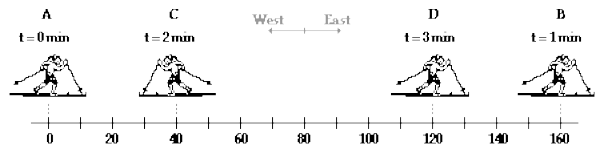 A C West East D B
t = 0 min t = 2 min t = 3 min t = 1 min
0 20 40 60 80 100 120 140 160